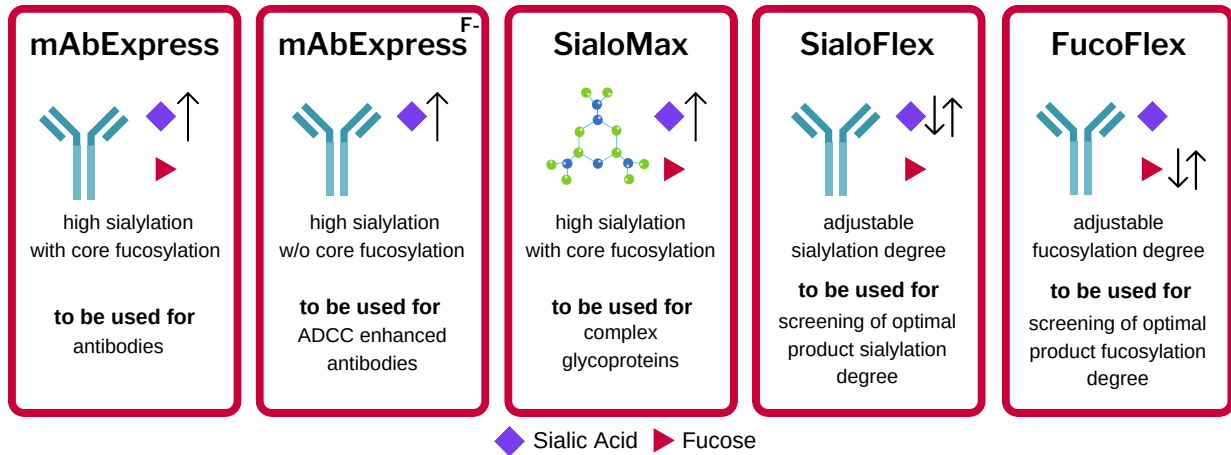 mAbExpress
high sialylation
with core fucosylation
to be used for
antibodies
mAbExpress F-
high sialylation
w/o core fucosylation
to be used for
ADCC enhanced
antibodies
SialoMax
high sialylation
with core fucosylation
to be used for
complex
glycoproteins
SialoFlex
adjustable
sialylation degree
to be used for
screening of optimal
product sialylation
degree
FucoFlex
adjustable
fucosylation degree
to be used for
screening of optimal
product fucosylation
degree
Sialic Acid Fucose